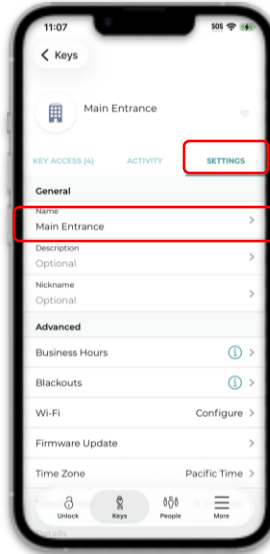 11:07 SOS
Keys
Main Entrance
KEY ACCESS (4) ACTIVITY SETTINGS
General
Name
Main Entrance
Description
Optional
Nickname
Optional
Advanced
Business Hours
Blackouts
Wi-Fi Configure
Firmware Update
Time Zone Pacific Time
Unlock Keys People More
Details